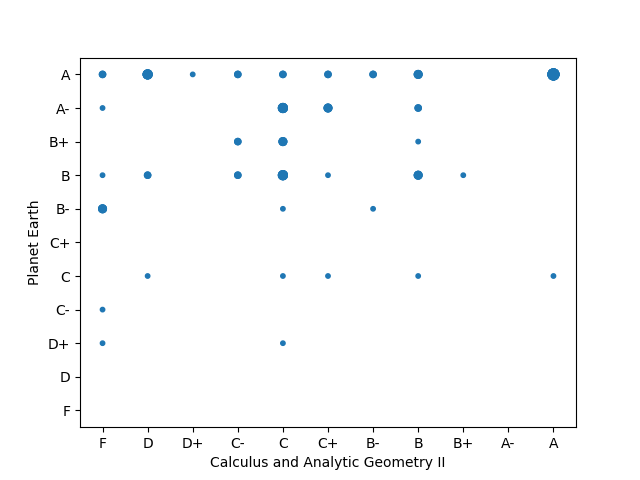 A
A-
B+
B
B-
C+
C
C-
D+
D
F
Planet Earth
F D D+ C- C C+ B- B B+ A- A
Calculus and Analytic Geometry II